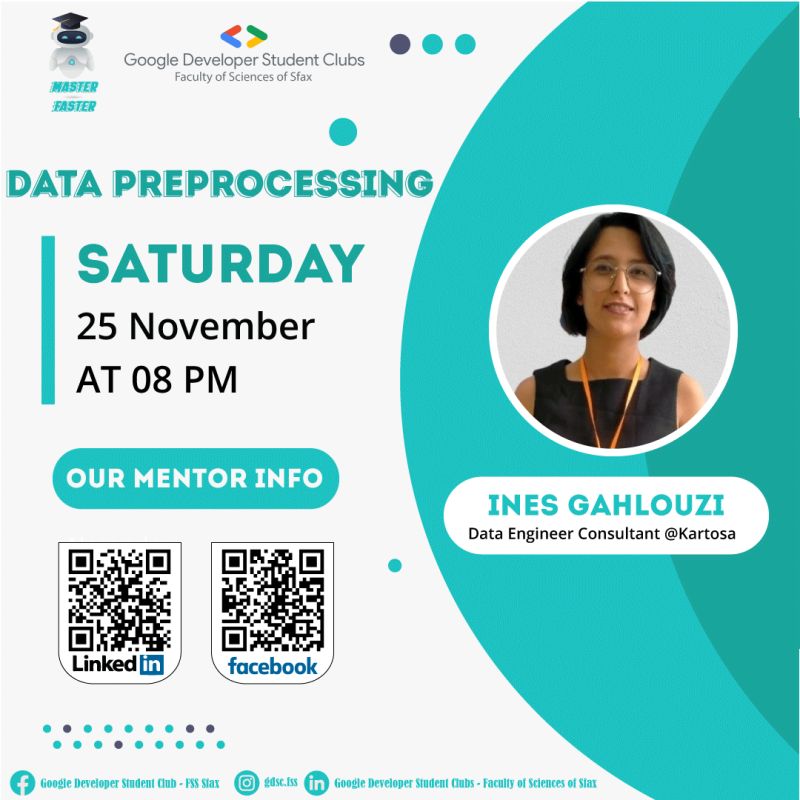 MASTER
FASTER
Google Developer Student Clubs
Faculty of Sciences of Sfax
DATA PREPROCESSING
SATURDAY
25 November
AT 08 PM
OUR MENTOR INFO
LinkedIn
facebook
INES GAHLOUZI
Data Engineer Consultant @Kartosa
Google Developer Student Club - FSS Sfax
gdsc.fss
Google Developer Student Clubs - Faculty of Sciences of Sfax